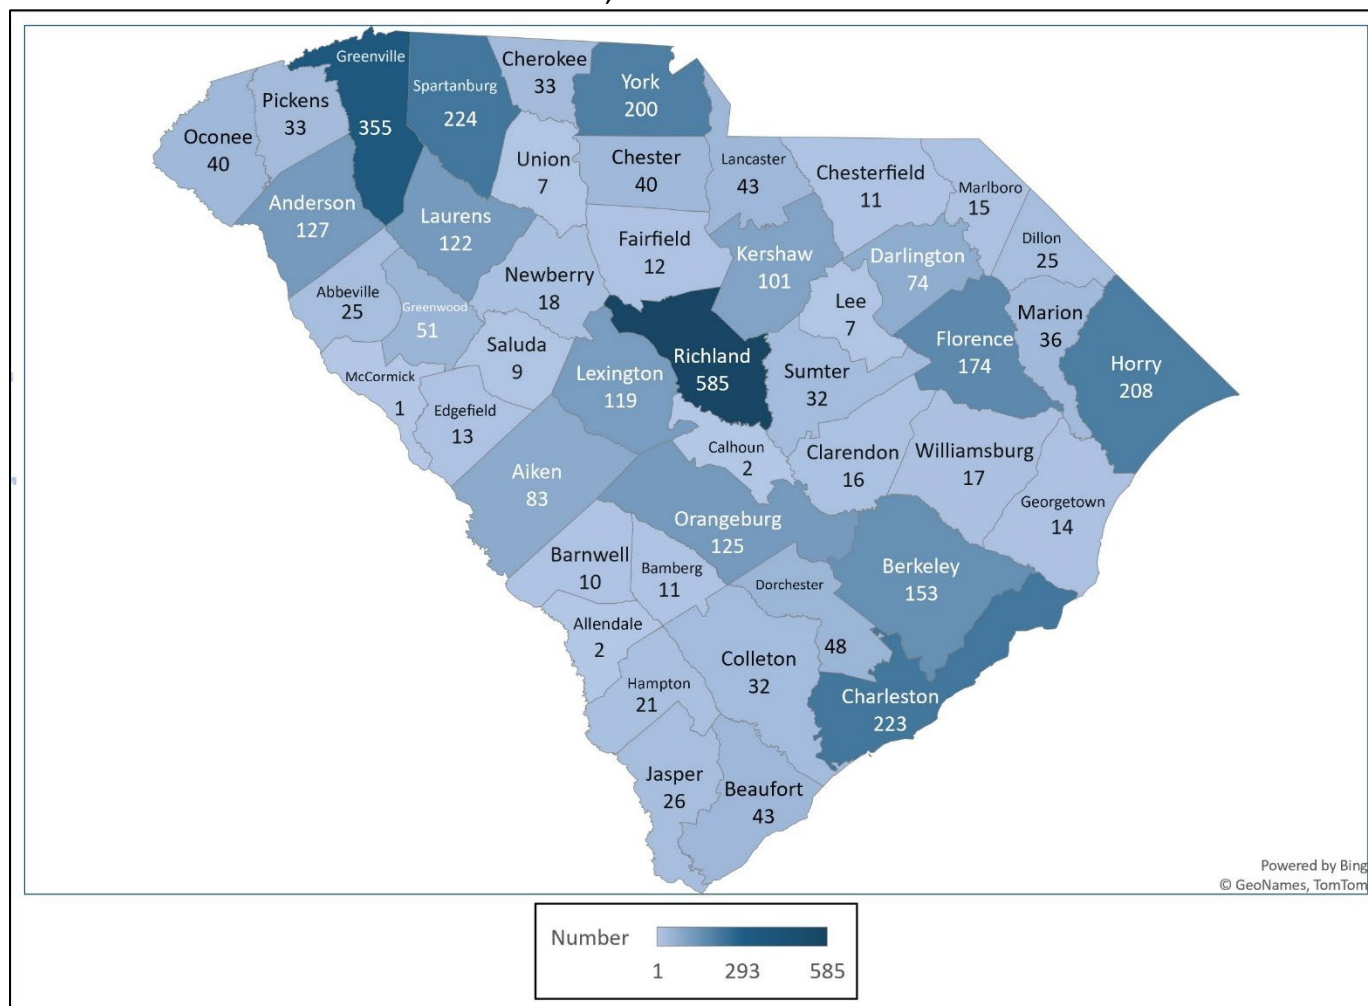 Greenville
355
Spartanburg
224
Cherokee
33
York
200
Pickens
33
Oconee
40
Union
7
Chester
40
Lancaster
43
Chesterfield
11
Marlboro
15
Dillon
25
Anderson
127
Laurens
122
Fairfield
12
Kershaw
101
Darlington
74
Newberry
18
Abbeville
25
Greenwood
51
Lee
7
Marion
36
Florence
174
Horry
208
Saluda
9
Richland
585
Lexington
119
Sumter
32
McCormick
1
Edgefield
13
Calhoun
2
Clarendon
16
Williamsburg
17
Aiken
83
Georgetown
14
Orangeburg
125
Barnwell
10
Bamberg
11
Dorchester
48
Berkeley
153
Allendale
2
Colleton
32
Hampton
21
Charleston
223
Jasper
26
Beaufort
43
Powered by Bing
© GeoNames, TomTom
Number
1 293 585